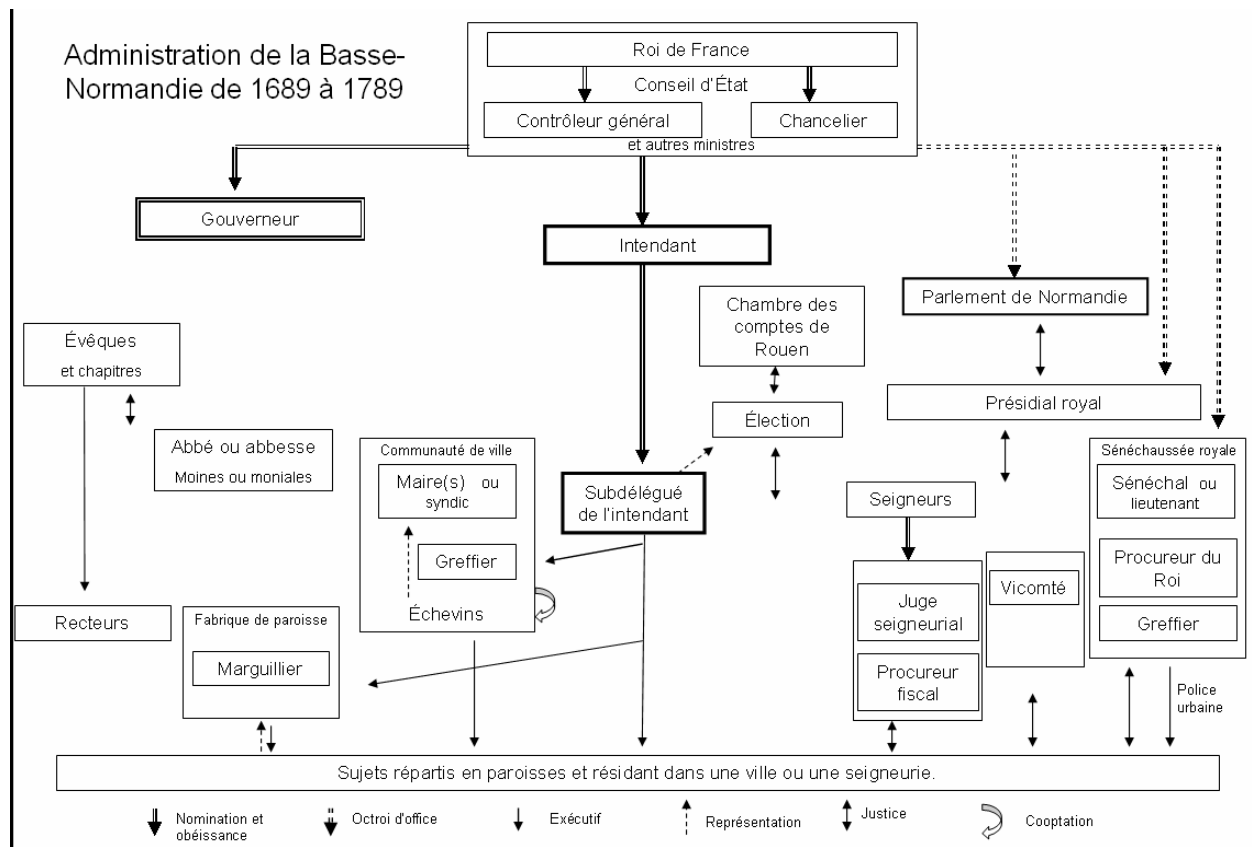 Administration de la Basse-
Normandie de 1689 à 1789
Roi de France
Conseil d'État
Contrôleur général
Chancelier
et autres ministres
Gouverneur
Intendant
Parlement de Normandie
Chambre des
comptes de
Rouen
Évêques
et chapitres
Présidial royal
Élection
Abbé ou abbesse
Moines ou moniales
Communauté de ville
Maire(s) ou
syndic
Greffier
Échevins
Subdélégué
de l'intendant
Seigneurs
Sénéchaussée royale
Sénéchal ou
lieutenant
Procureur du
Roi
Greffier
Vicomté
Juge
seigneurial
Procureur
fiscal
Recteurs
Fabrique de paroisse
Marguillier
Police
urbaine
Sujets répartis en paroisses et résidant dans une ville ou une seigneurie.
Nomination et
obéissance
Octroi d'office
Exécutif
Représentation
Justice
Cooptation